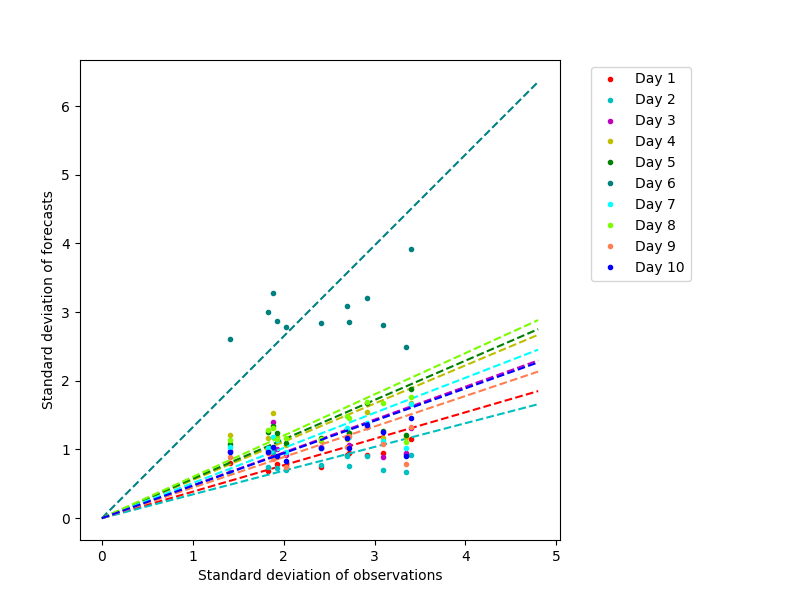 Standard deviation of forecasts
6
5
4
3
2
1
0
0 1 2 3 4 5
Standard deviation of observations
Day 1
Day 2
Day 3
Day 4
Day 5
Day 6
Day 7
Day 8
Day 9
Day 10